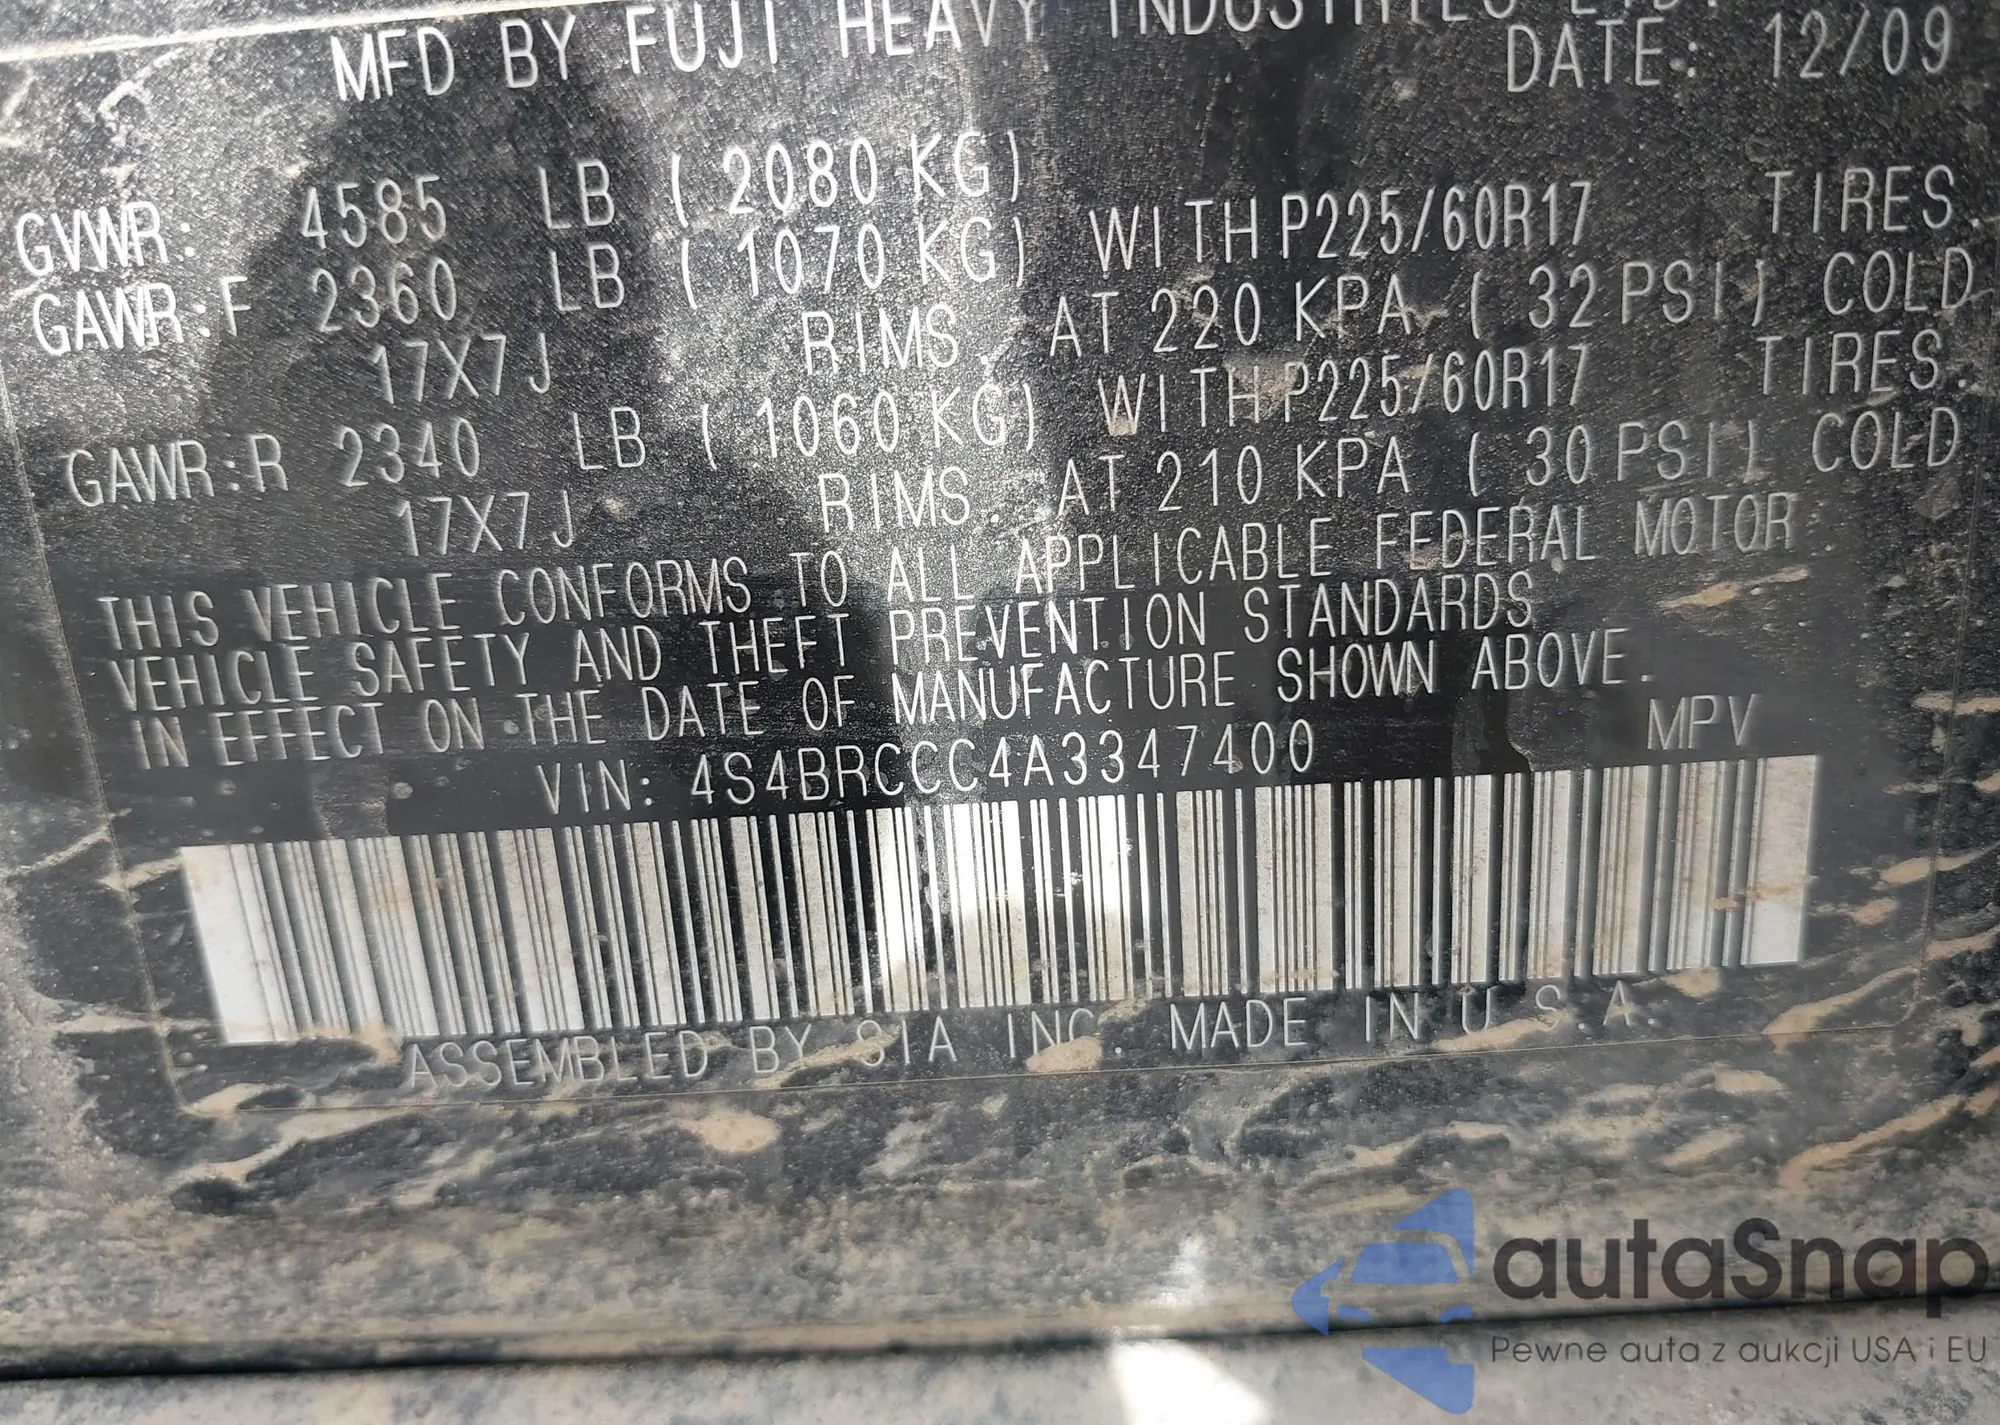 MFD BY FUJI HEAVY INDUSTRIES LTD.
DATE: 12/09
GVWR: 4585 LB ( 2080 KG)
GAWR:F 2360 LB ( 1070 KG) WITH P225/60R17 TIRES.
17X7J RIMS. AT 220 KPA ( 32 PSI) COLD
GAWR:R 2340 LB ( 1060 KG) WITH P225/60R17 TIRES.
17X7J RIMS. AT 210 KPA ( 30 PSI) COLD
THIS VEHICLE CONFORMS TO ALL APPLICABLE FEDERAL MOTOR
VEHICLE SAFETY AND THEFT PREVENTION STANDARDS
IN EFFECT ON THE DATE OF MANUFACTURE SHOWN ABOVE.
VIN: 4S4BRCCC4A3347400 MPV
ASSEMBLED BY SIA INC. MADE IN U.S.A.
autaSnap
Pewne auta z aukcji USA i EU